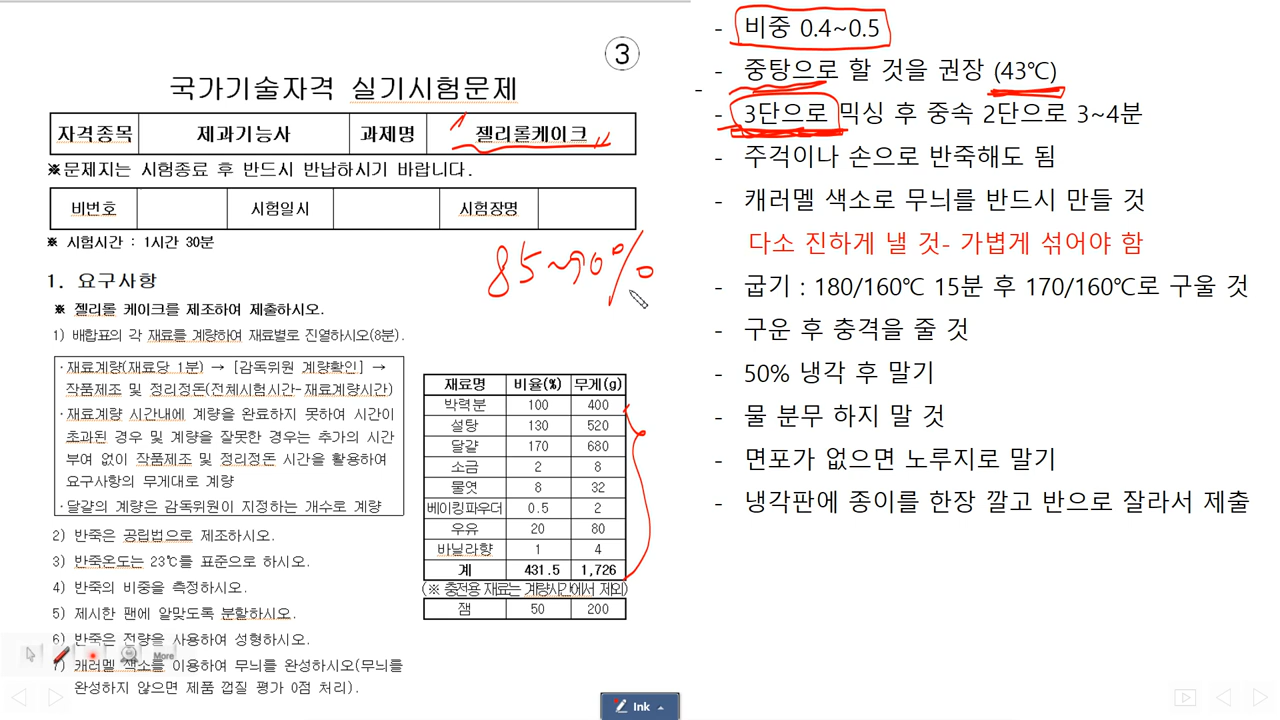 ③
국가기술자격 실기시험문제
자격종목 제과기능사 과제명 젤리롤케이크
※문제지는 시험종료 후 반드시 반납하시기 바랍니다.
비번호 시험일시 시험장명
※ 시험시간 : 1시간 30분
85~90%
1. 요구사항
※ 젤리롤 케이크를 제조하여 제출하시오.
1) 배합표의 각 재료를 계량하여 재료별로 진열하시오(8분).
·재료계량(재료당 1분) → [감독위원 계량확인] →
작품제조 및 정리정돈(전체시험시간-재료계량시간)
·재료계량 시간내에 계량을 완료하지 못하여 시간이
초과된 경우 및 계량을 잘못한 경우는 추가의 시간
부여 없이 작품제조 및 정리정돈 시간을 활용하여
요구사항의 무게대로 계량
·달걀의 계량은 감독위원이 지정하는 개수로 계량
2) 반죽은 공립법으로 제조하시오.
3) 반죽온도는 23℃를 표준으로 하시오.
4) 반죽의 비중을 측정하시오.
5) 제시한 팬에 알맞도록 분할하시오.
6) 반죽은 전량을 사용하여 성형하시오.
7) 캐러멜 색소를 이용하여 무늬를 완성하시오(무늬를
완성하지 않으면 제품 껍질 평가 0점 처리).
재료명 비율(%) 무게(g)
박력분 100 400
설탕 130 520
달걀 170 680
소금 2 8
물엿 8 32
베이킹파우더 0.5 2
우유 20 80
바닐라향 1 4
계 431.5 1,726
(※ 충전용 재료는 계량시간에서 제외)
잼 50 200
- 비중 0.4~0.5
- 중탕으로 할 것을 권장 (43℃)
-
- 3단으로 믹싱 후 중속 2단으로 3~4분
- 주걱이나 손으로 반죽해도 됨
- 캐러멜 색소로 무늬를 반드시 만들 것
다소 진하게 낼 것- 가볍게 섞어야 함
- 굽기 : 180/160℃ 15분 후 170/160℃로 구울 것
- 구운 후 충격을 줄 것
- 50% 냉각 후 말기
- 물 분무 하지 말 것
- 면포가 없으면 노루지로 말기
- 냉각판에 종이를 한장 깔고 반으로 잘라서 제출
More
Ink